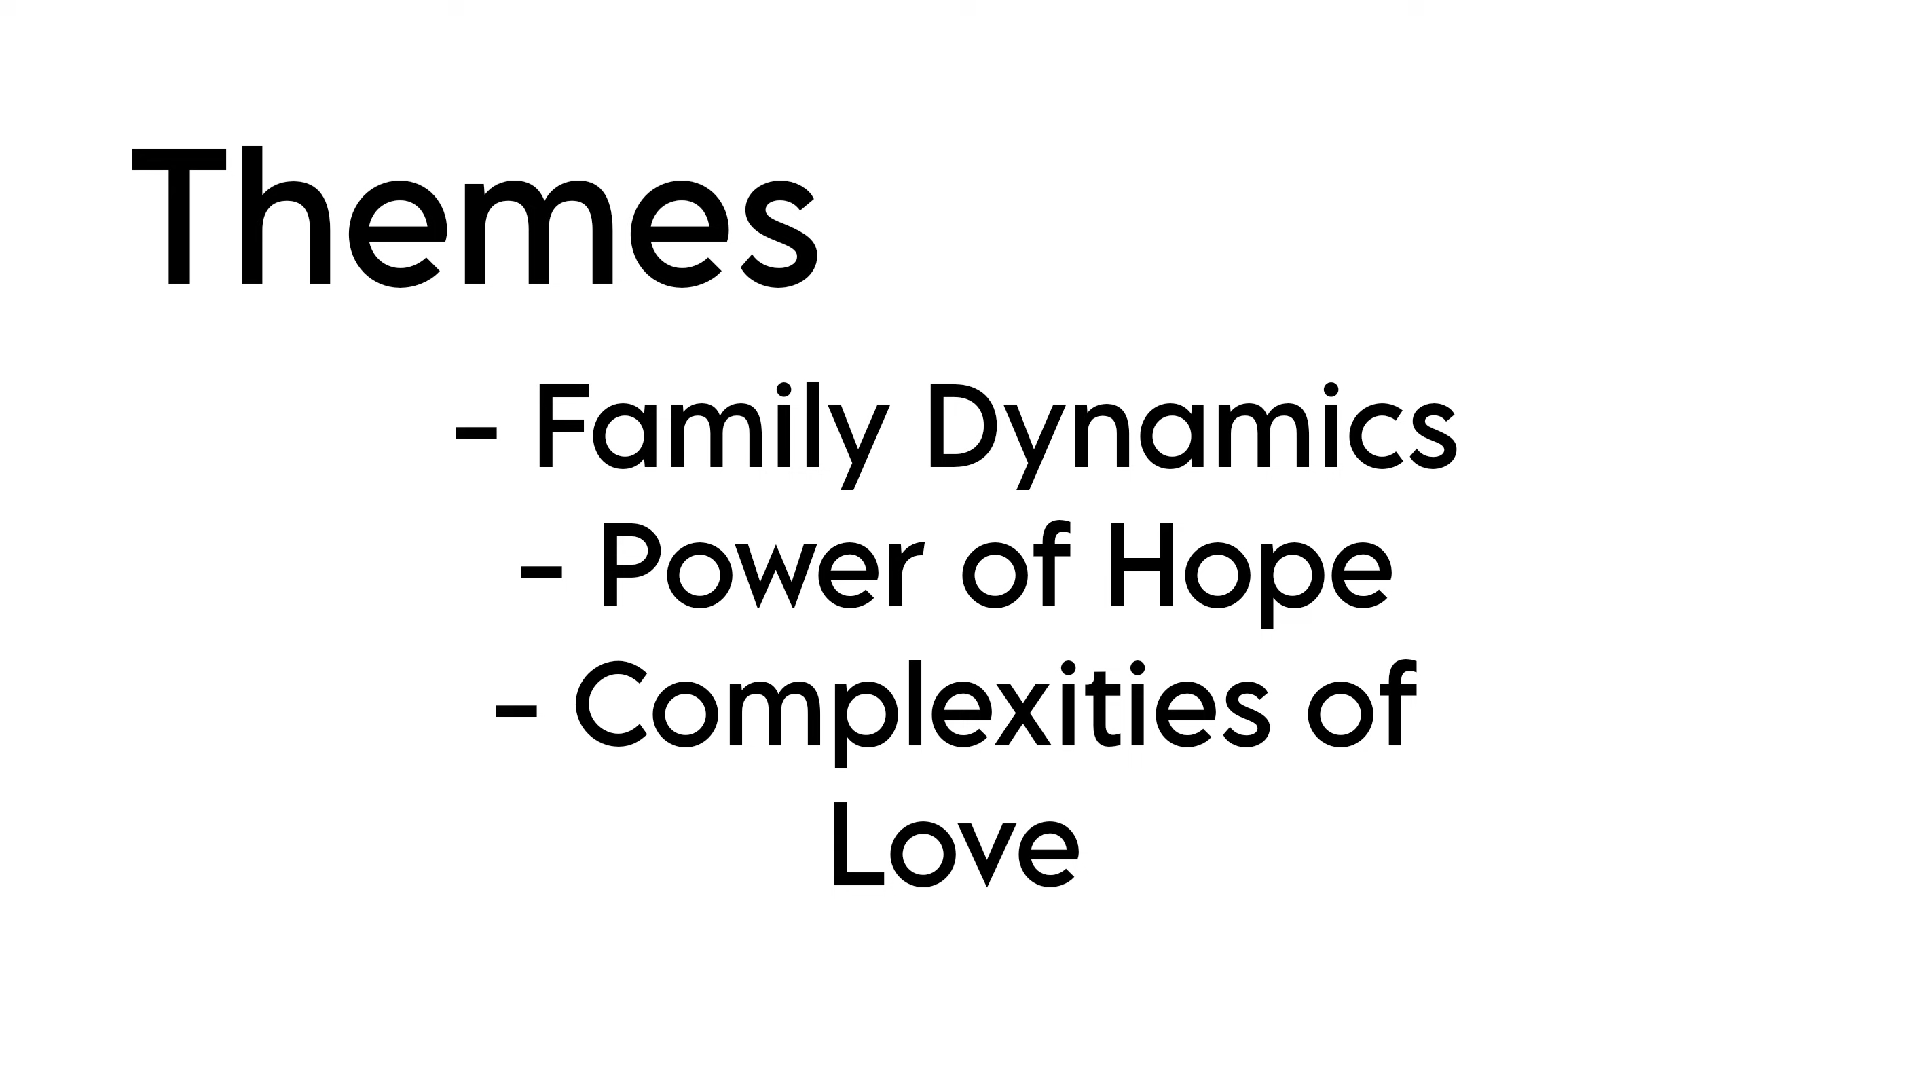 Themes
- Family Dynamics
- Power of Hope
- Complexities of
Love